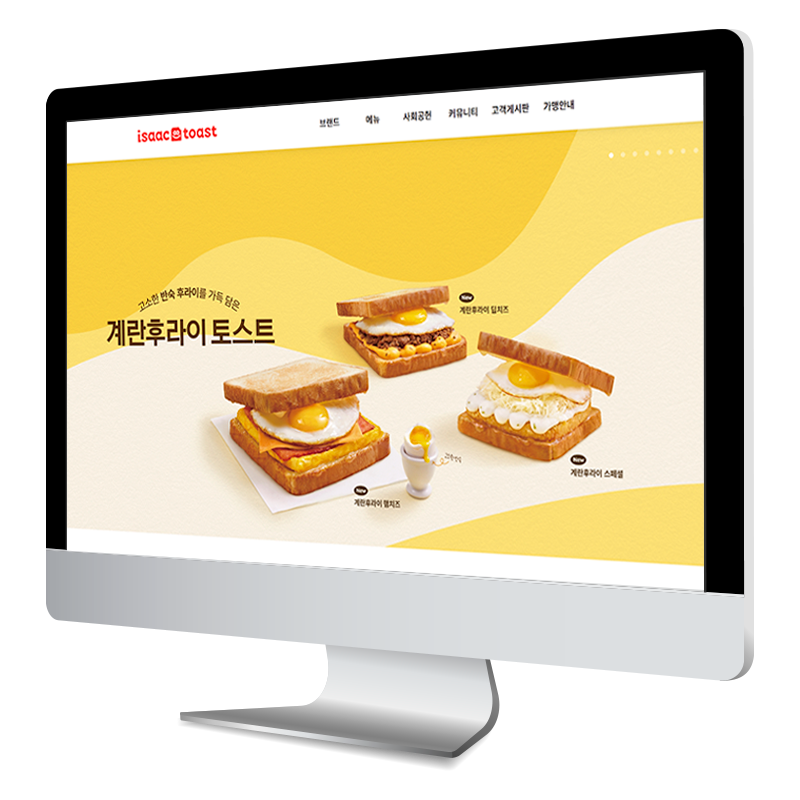 isaac toast
브랜드 메뉴 사회공헌 커뮤니티 고객게시판 가맹안내
고소한 반숙 후라이를 가득 담은
계란후라이 토스트
New
계란후라이 딥치즈
New
계란후라이 스페셜
New
계란후라이 햄치즈